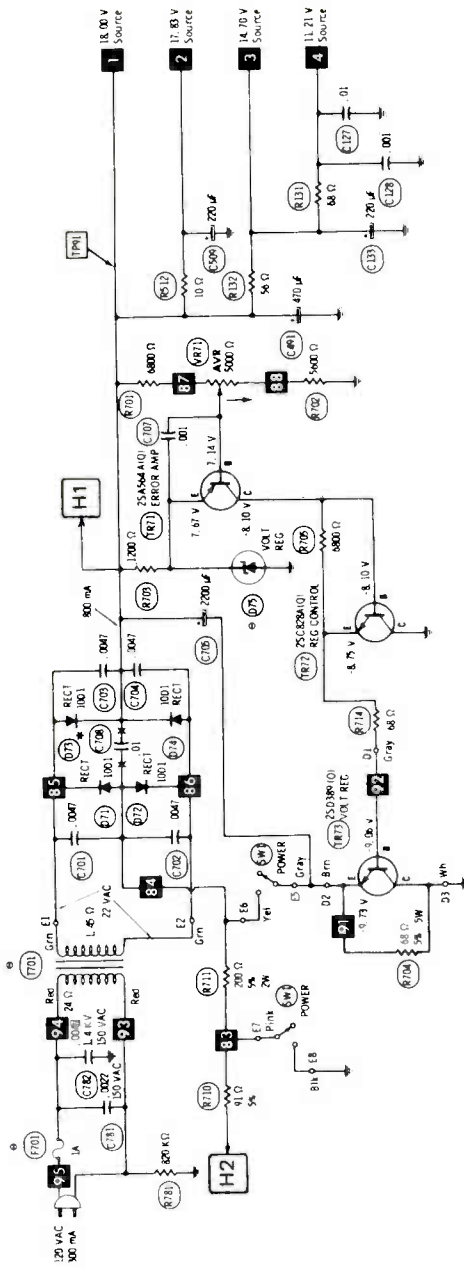 120 VAC
300 mA
95
F701
1A
C781
.0022
150 VAC
C782
1.4 KV
150 VAC
R781
820 KΩ
94
93
Red
Red
24 Ω
T701
1.45 Ω
22 VAC
Grn
E1
Grn
E2
85
86
84
C701
.0047
C702
.0047
D71
RECT
10D1
D72
RECT
10D1
D73
RECT
10D1
D74
RECT
10D1
C708
.01
C703
.0047
C704
.0047
800 mA
H1
TP91
H2
R710
91 Ω
5%
83
R711
200 Ω
5%
2W
E7
Pink
SW1
POWER
E8
Blk
E6
Yel
SW1
POWER
E5
Gray
D2
Brn
C705
2200 μF
R703
1200 Ω
D75
VOLT
REG
TR71
2SA564A(Q)
ERROR AMP
C707
.001
E
7.67 V
B
7.14 V
C
-8.10 V
R701
6800 Ω
87
VR71
AVR
5000 Ω
88
R702
5600 Ω
R705
6800 Ω
TR72
2SC828A(Q)
REG CONTROL
E
-8.75 V
B
-8.10 V
C
R714
68 Ω
D1
Gray
92
TR73
2SD389(Q)
VOLT REG
E
-9.73 V
B
-9.06 V
C
91
R704
68 Ω
5%
5W
D3
Wh
R512
10 Ω
C509
220 μF
R132
56 Ω
C491
470 μF
R131
68 Ω
C133
220 μF
C128
.001
C127
.01
1
18.00 V
Source
2
17.83 V
Source
3
14.70 V
Source
4
11.21 V
Source